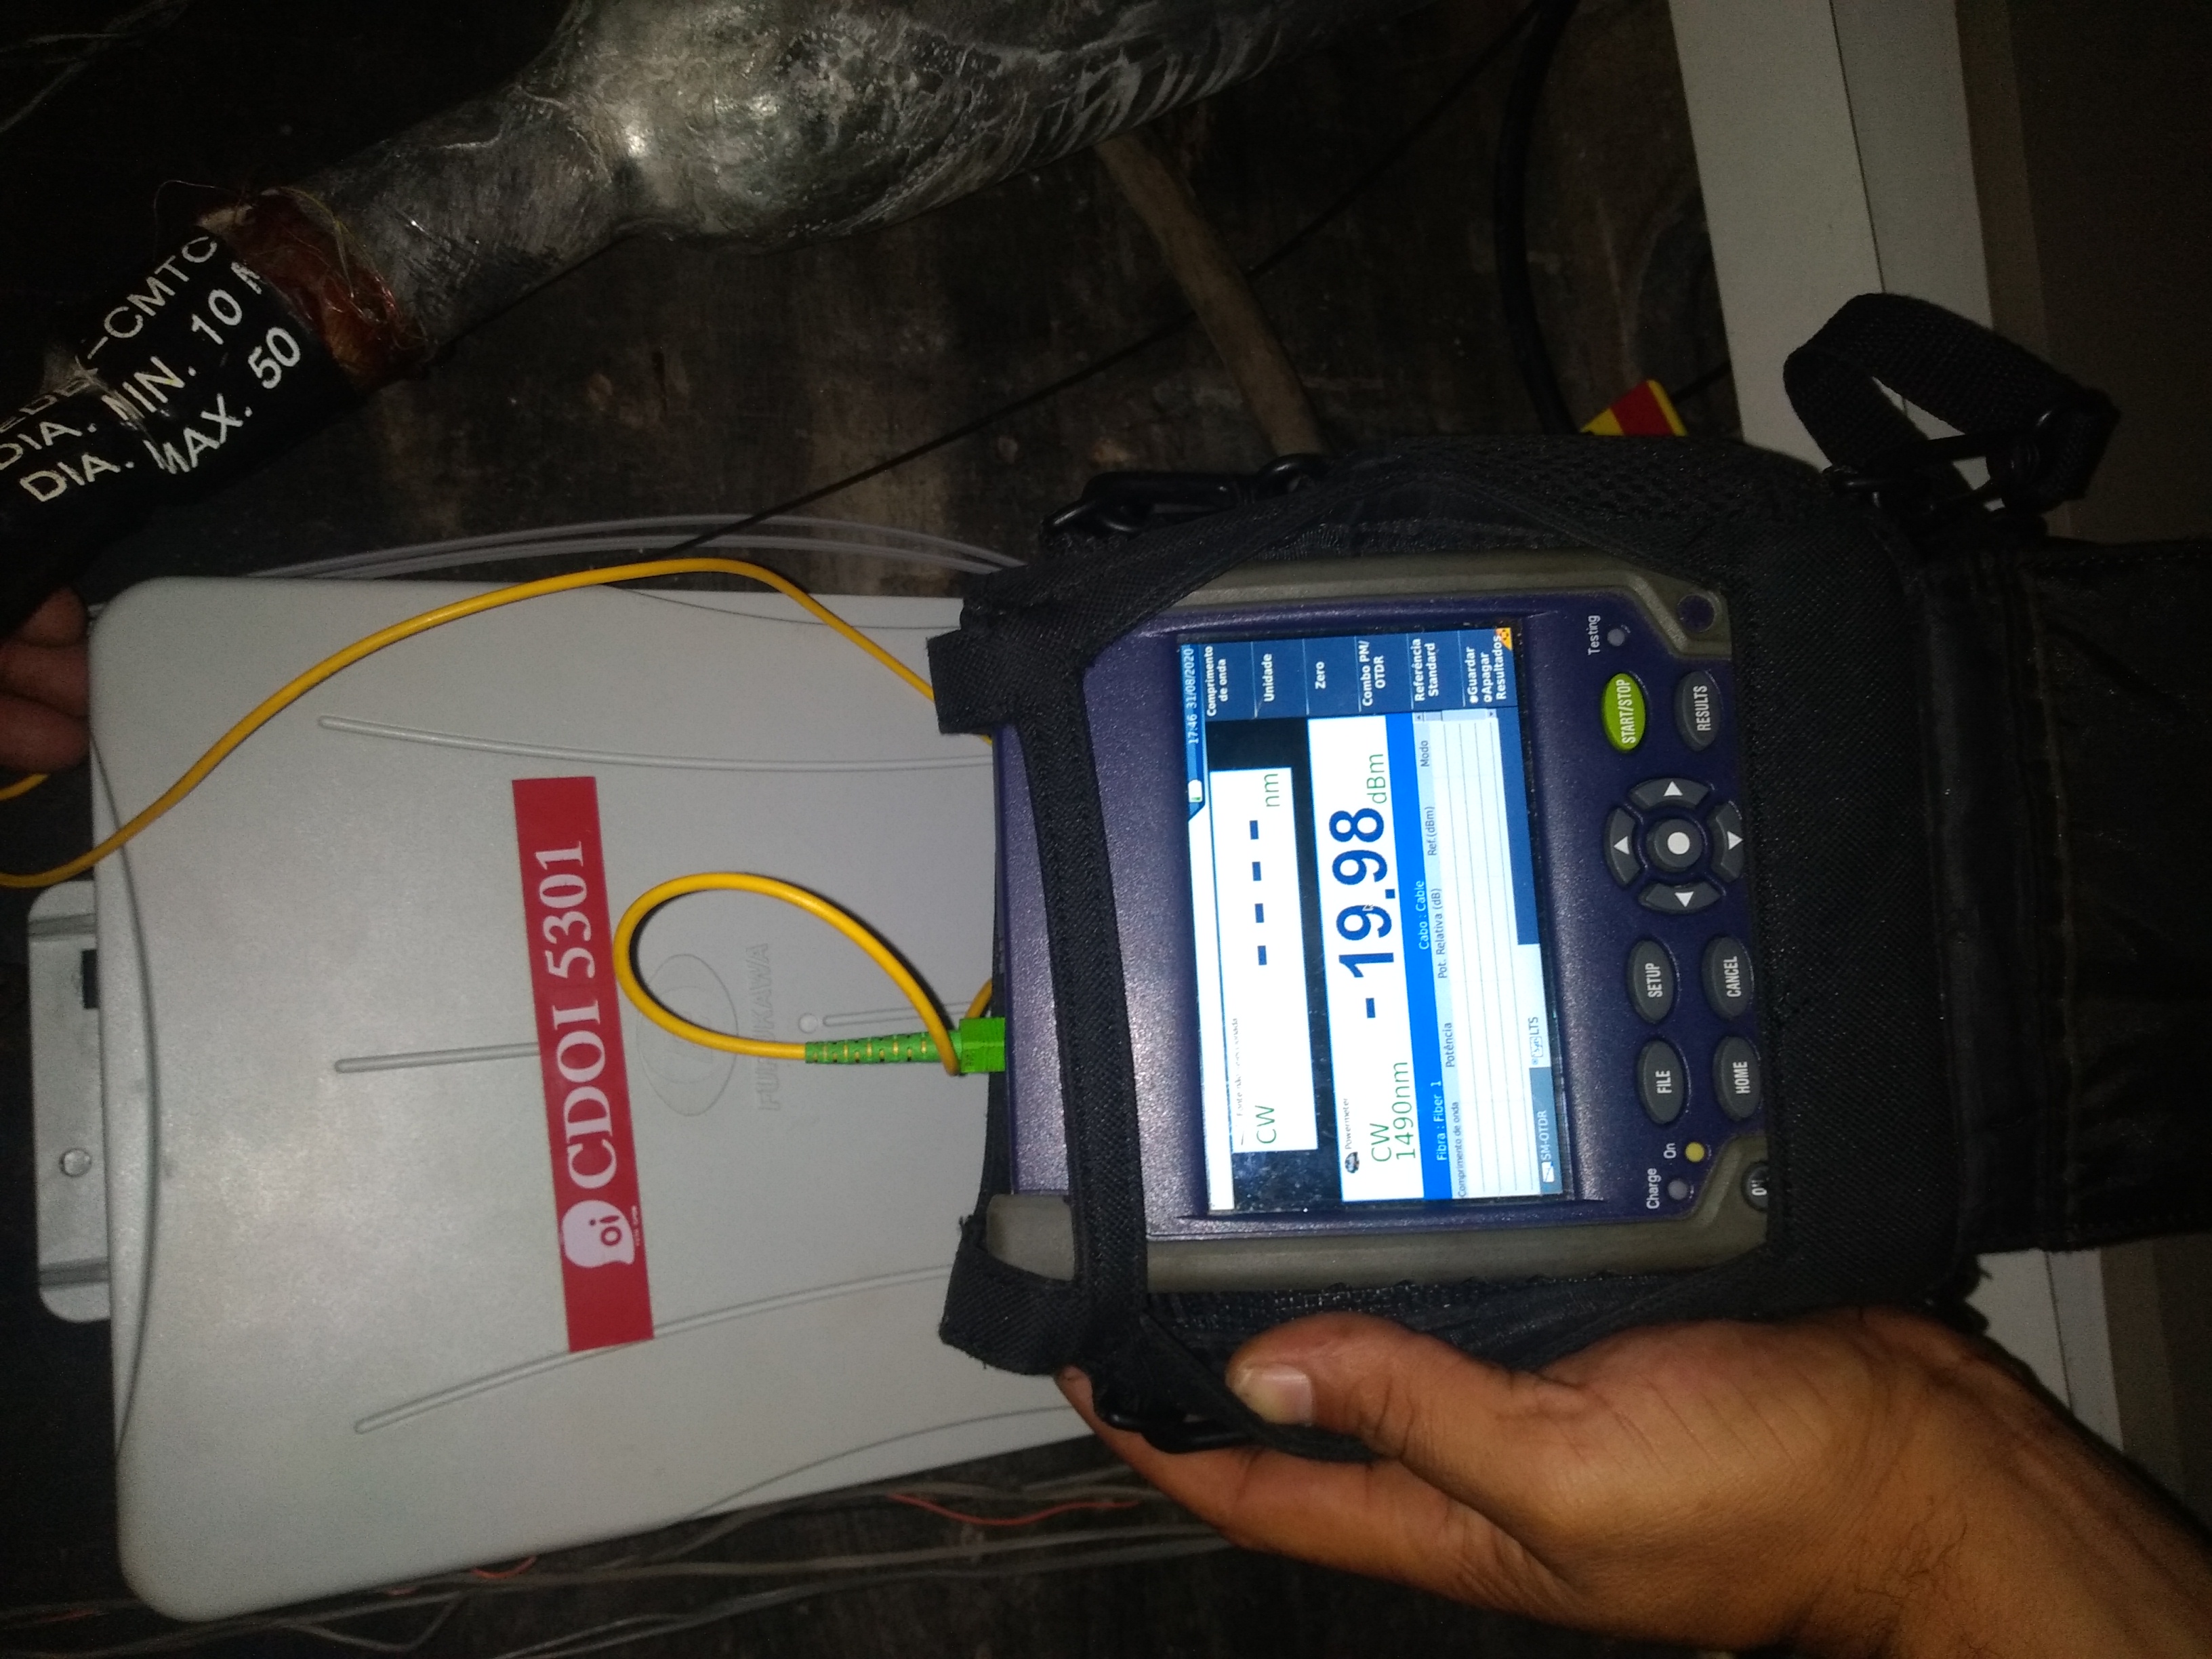 -CMTC
DIA. MIN. 10
DIA. MAX. 50
oi
CDOI 5301
FURUKAWA
17:46 31/08/2020
Fonte não seleccionada
CW
- - - -
nm
Powermeter
CW
1490nm
-19.98
dBm
Fibra : Fiber 1
Cabo : Cable
Comprimento de onda
Potência
Pot. Relativa (dB)
Ref.(dBm)
Modo
SM-OTDR
LTS
Comprimento
de onda
Unidade
Zero
Combo PM/
OTDR
Referência
Standard
Guardar
Apagar
Resultados
Testing
START/STOP
Charge
On
FILE
SETUP
RESULTS
HOME
CANCEL